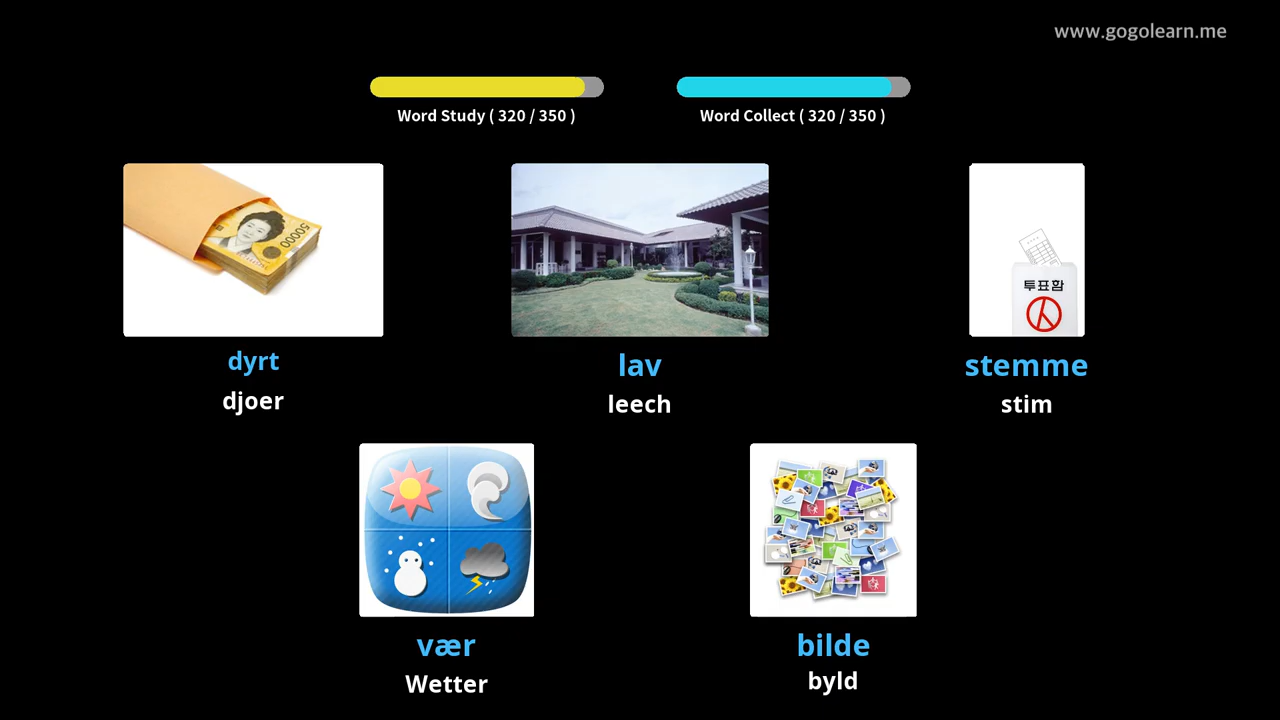 www.gogolearn.me
Word Study ( 320 / 350 )
Word Collect ( 320 / 350 )
50000
투표함
dyrt
djoer
lav
leech
stemme
stim
vær
Wetter
bilde
byld